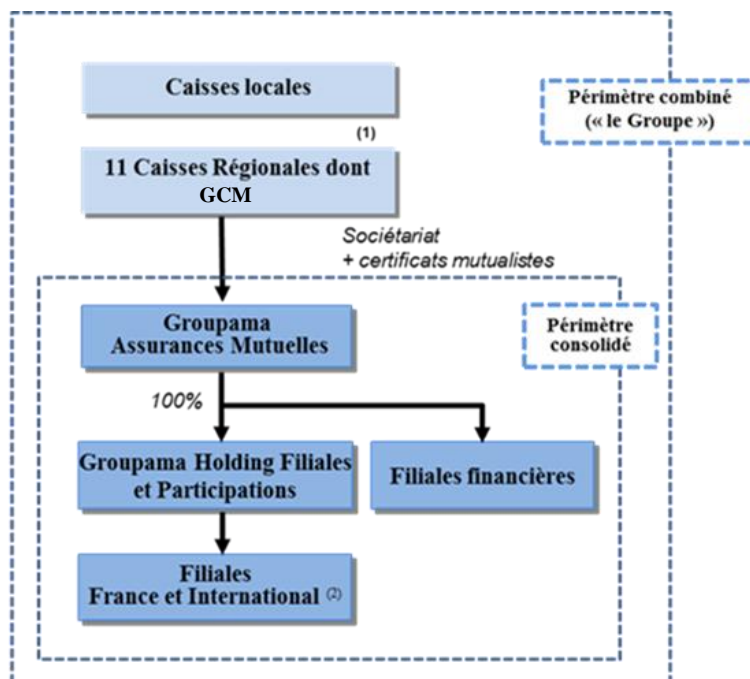 Caisses locales
Périmètre combiné
(« le Groupe »)
(1)
11 Caisses Régionales dont
GCM
Sociétariat
+ certificats mutualistes
Groupama
Assurances Mutuelles
Périmètre
consolidé
100%
Groupama Holding Filiales
et Participations
Filiales financières
Filiales
France et International (2)